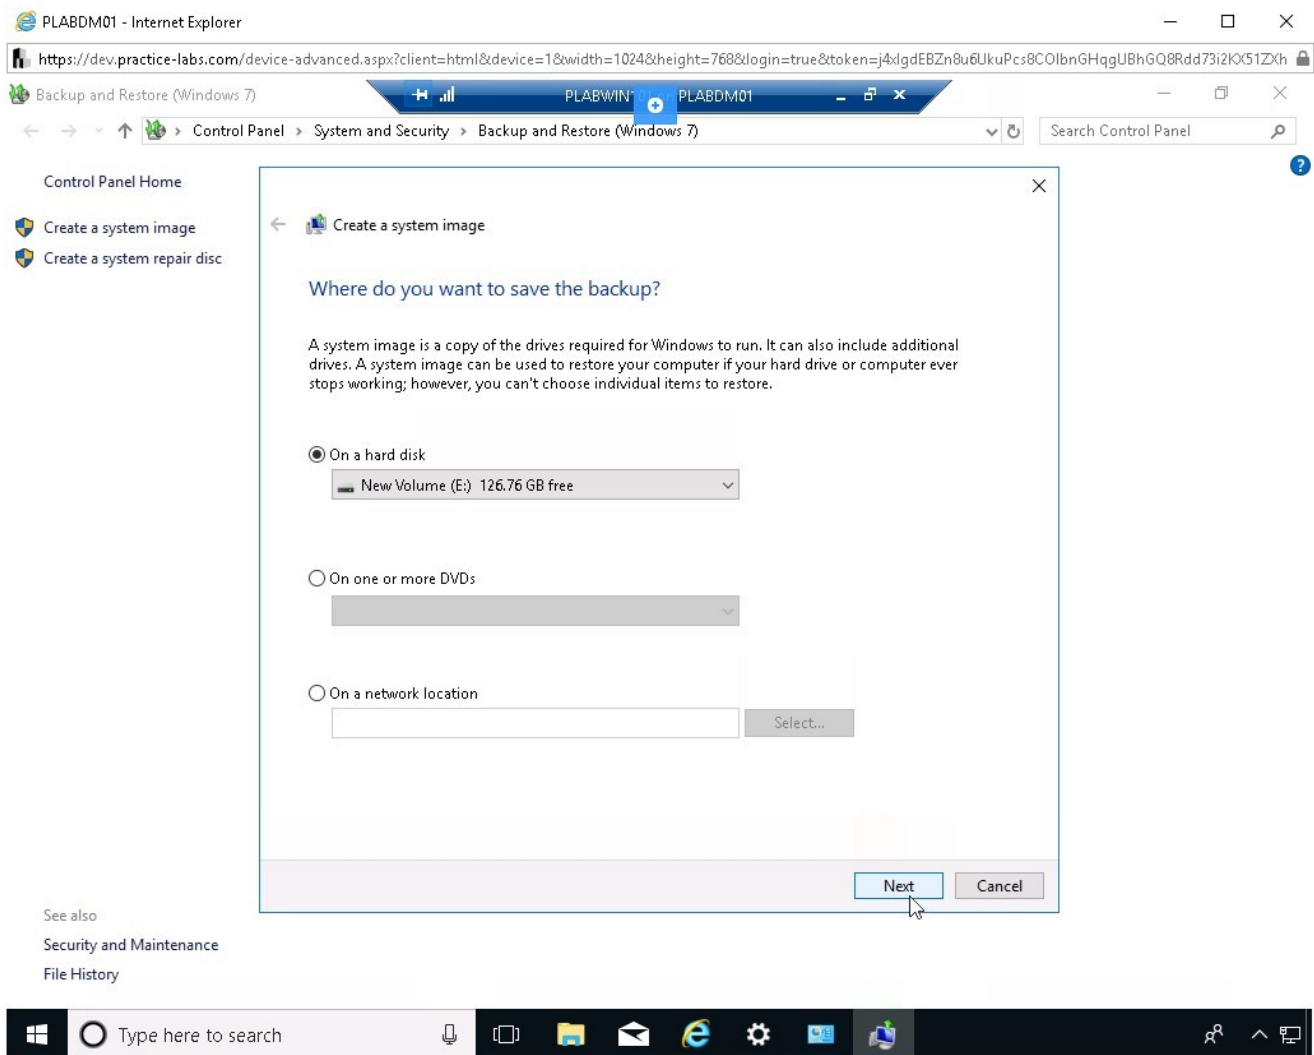 PLABDM01 - Internet Explorer
https://dev.practice-labs.com/device-advanced.aspx?client=html&device=1&width=1024&height=768&login=true&token=
Backup and Restore (Windows 7)
PLABWIN PLABDM01
Control Panel > System and Security > Backup and Restore (Windows 7)
Search Control Panel
Control Panel Home
Create a system image
Create a system repair disc
Create a system image
Where do you want to save the backup?
A system image is a copy of the drives required for Windows to run. It can also include additional
drives. A system image can be used to restore your computer if your hard drive or computer ever
stops working; however, you can't choose individual items to restore.
On a hard disk
New Volume (E:) 126.76 GB free
On one or more DVDs
On a network location
Select...
Next
Cancel
See also
Security and Maintenance
File History
Type here to search